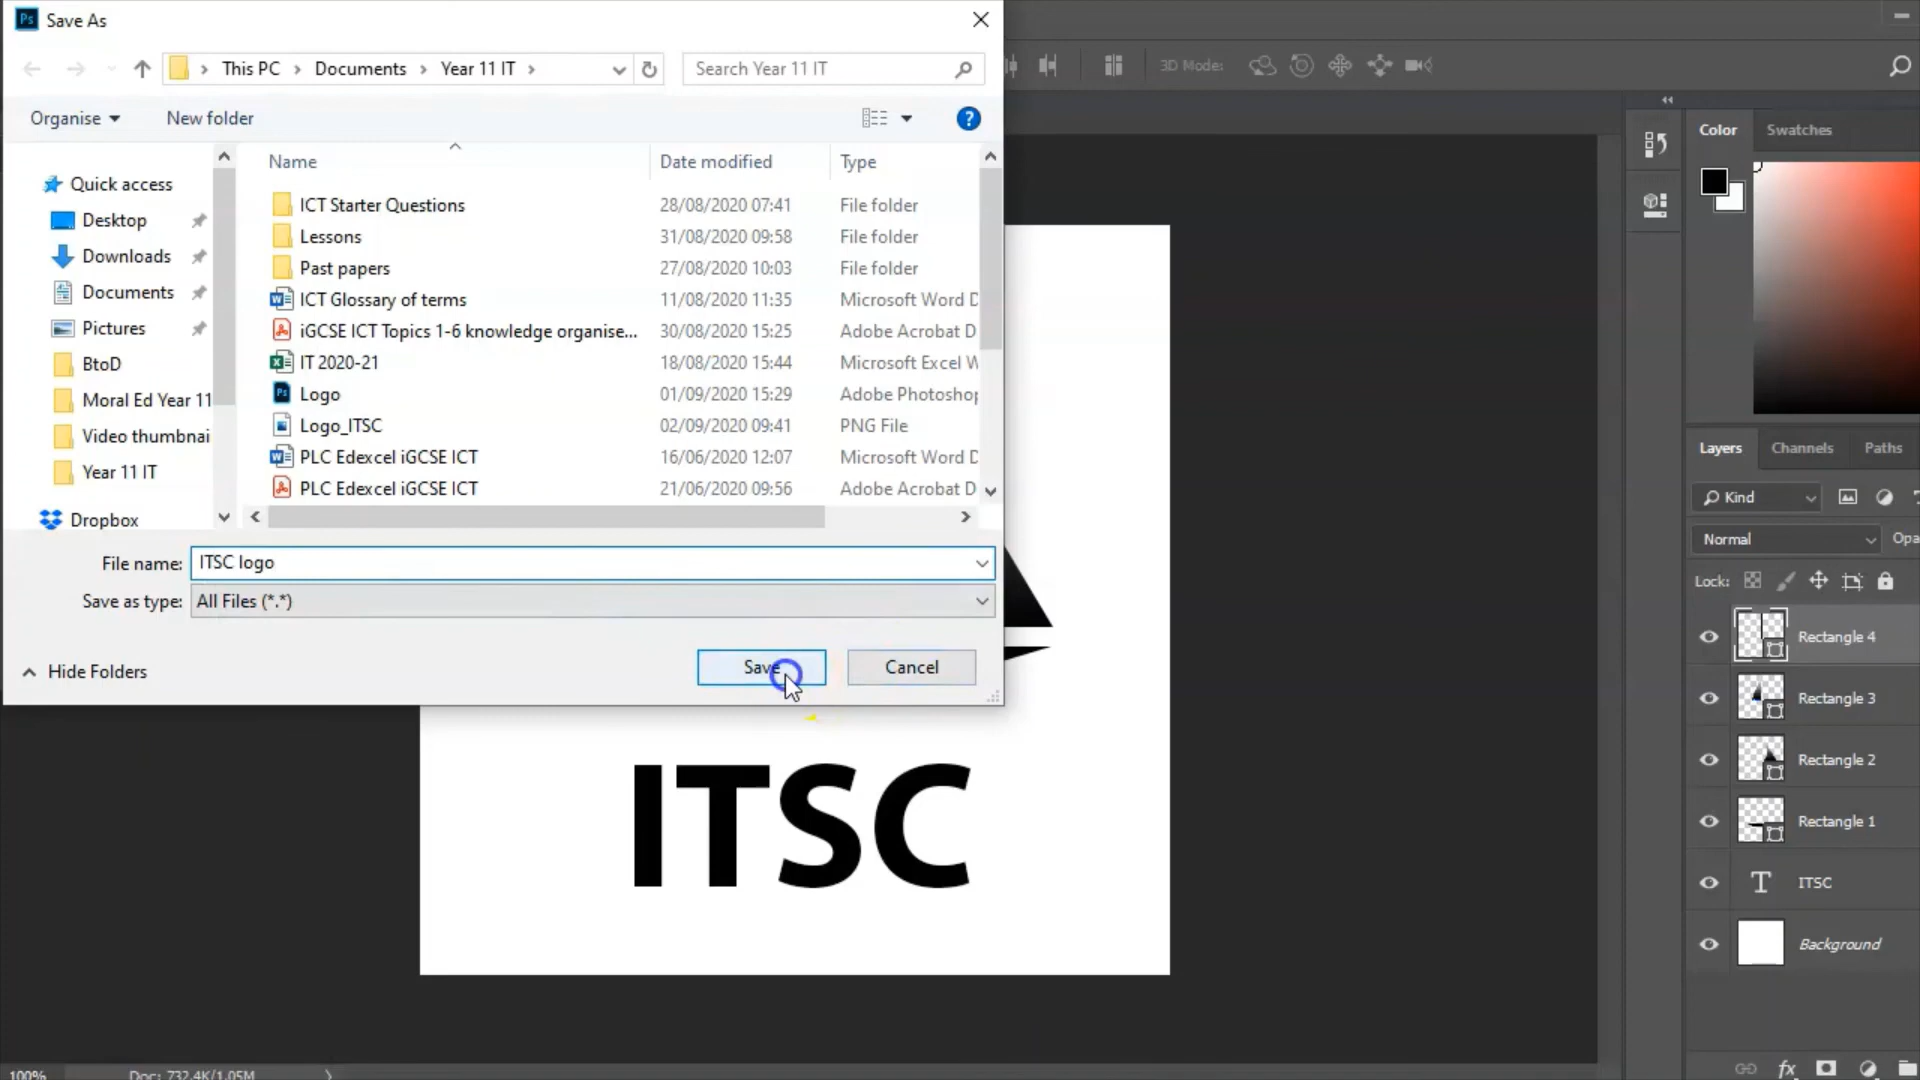 Ps Save As
This PC Documents Year 11 IT
Search Year 11 IT
3D Mode:
Organise New folder ?
Name Date modified Type
Quick access
Desktop
Downloads
Documents
Pictures
BtoD
Moral Ed Year 11
Video thumbnai
Year 11 IT
Dropbox
ICT Starter Questions 28/08/2020 07:41 File folder
Lessons 31/08/2020 09:58 File folder
Past papers 27/08/2020 10:03 File folder
ICT Glossary of terms 11/08/2020 11:35 Microsoft Word D
iGCSE ICT Topics 1-6 knowledge organise... 30/08/2020 15:25 Adobe Acrobat D
IT 2020-21 18/08/2020 15:44 Microsoft Excel W
Logo 01/09/2020 15:29 Adobe Photoshop
Logo_ITSC 02/09/2020 09:41 PNG File
PLC Edexcel iGCSE ICT 16/06/2020 12:07 Microsoft Word D
PLC Edexcel iGCSE ICT 21/06/2020 09:56 Adobe Acrobat D
File name: ITSC logo
Save as type: All Files (*.*)
Hide Folders
Save Cancel
ITSC
Color Swatches
Layers Channels Paths
Kind
Normal Opa
Lock:
Rectangle 4
Rectangle 3
Rectangle 2
Rectangle 1
T ITSC
Background
fx
100% Doc: 732.4K/1.05M